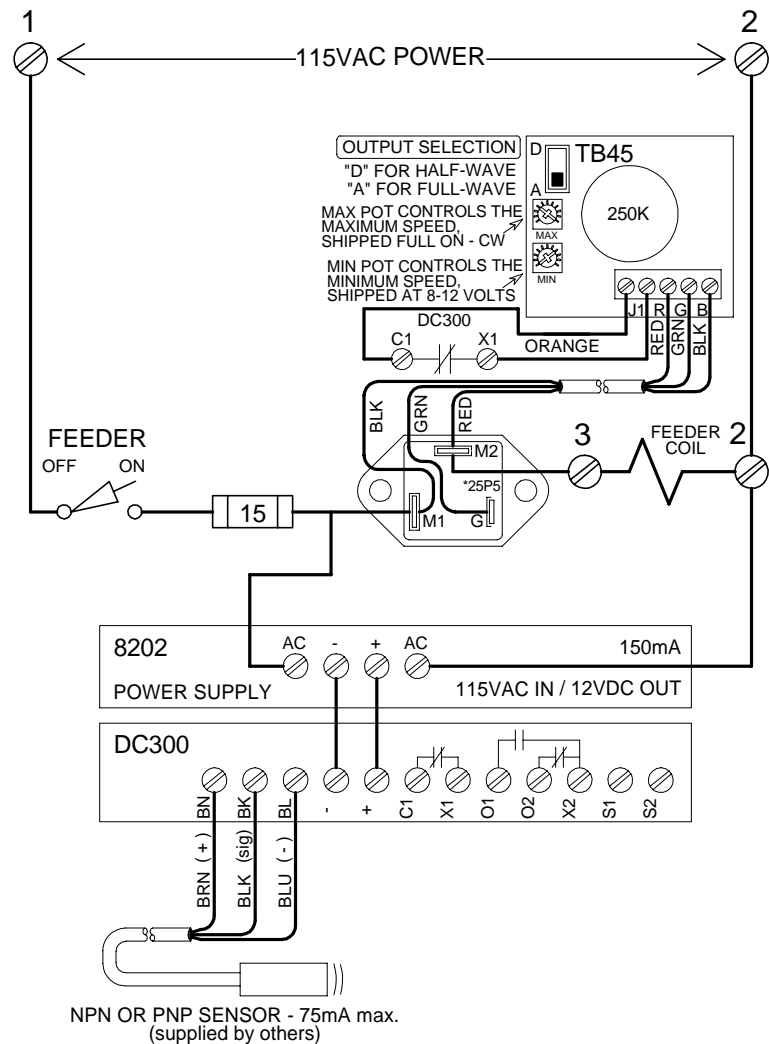 1
2
115VAC POWER
OUTPUT SELECTION
"D" FOR HALF-WAVE
"A" FOR FULL-WAVE
D
A
TB45
250K
MAX POT CONTROLS THE
MAXIMUM SPEED,
SHIPPED FULL ON - CW
MAX
MIN POT CONTROLS THE
MINIMUM SPEED,
SHIPPED AT 8-12 VOLTS
MIN
J1 R G B
DC300
C1 X1
ORANGE
RED
GRN
BLK
BLK
GRN
RED
FEEDER
OFF ON
15
M2
*25P5
M1 G
3
FEEDER
COIL
2
8202
AC - + AC
150mA
POWER SUPPLY
115VAC IN / 12VDC OUT
DC300
BN BK BL - + C1 X1 O1 O2 X2 S1 S2
BRN (+)
BLK (sig)
BLU (-)
NPN OR PNP SENSOR - 75mA max.
(supplied by others)